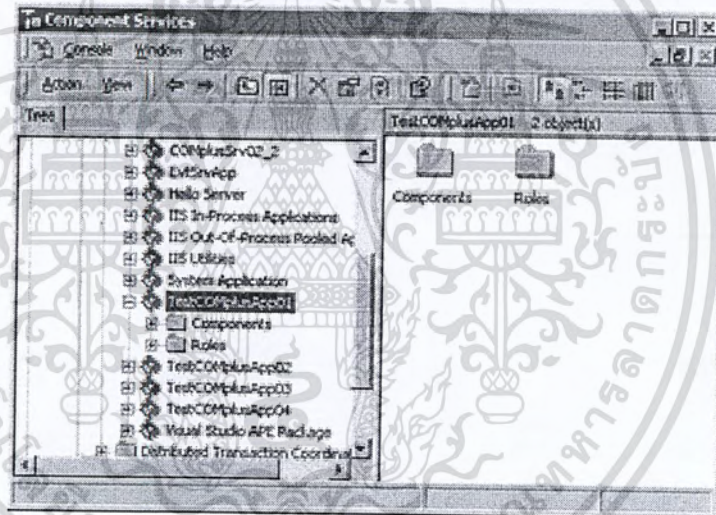 Component Services
Console Window Help
Action View
Tree
TestCOMplusApp01 2 object(s)
COMplusSrv02_2
EvtSrvApp
Hello Server
IIS In-Process Applications
IIS Out-Of-Process Pooled Ap
IIS Utilities
System Application
TestCOMplusApp01
Components
Roles
TestCOMplusApp02
TestCOMplusApp03
TestCOMplusApp04
Visual Studio APE Package
Distributed Transaction Coordinat
Components
Roles